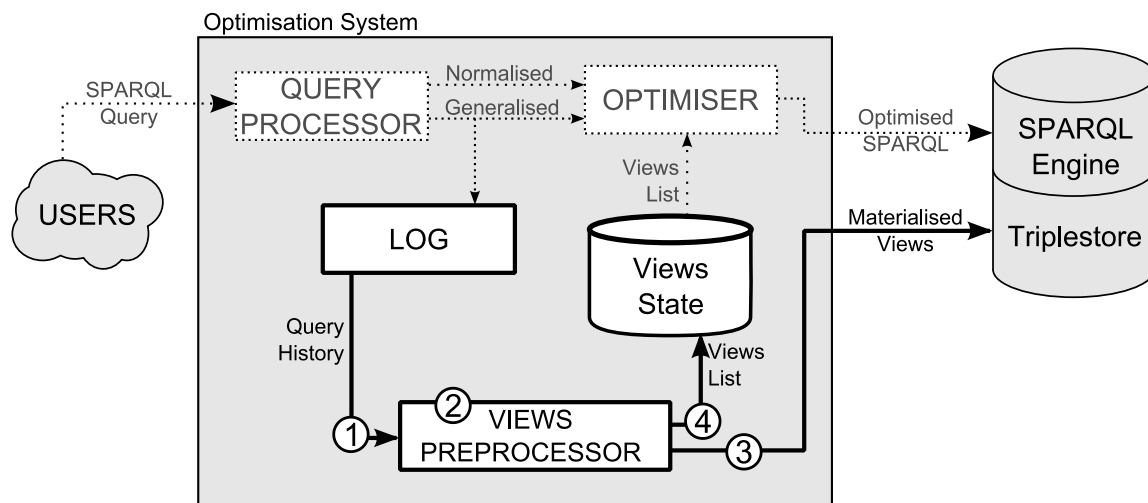 Optimisation System
SPARQL
Query
QUERY
PROCESSOR
Normalised
Generalised
OPTIMISER
Optimised
SPARQL
SPARQL
Engine
USERS
Views
List
LOG
Views
State
Materialised
Views
Triplestore
Query
History
Views
List
1
2
VIEWS
PREPROCESSOR
4
3